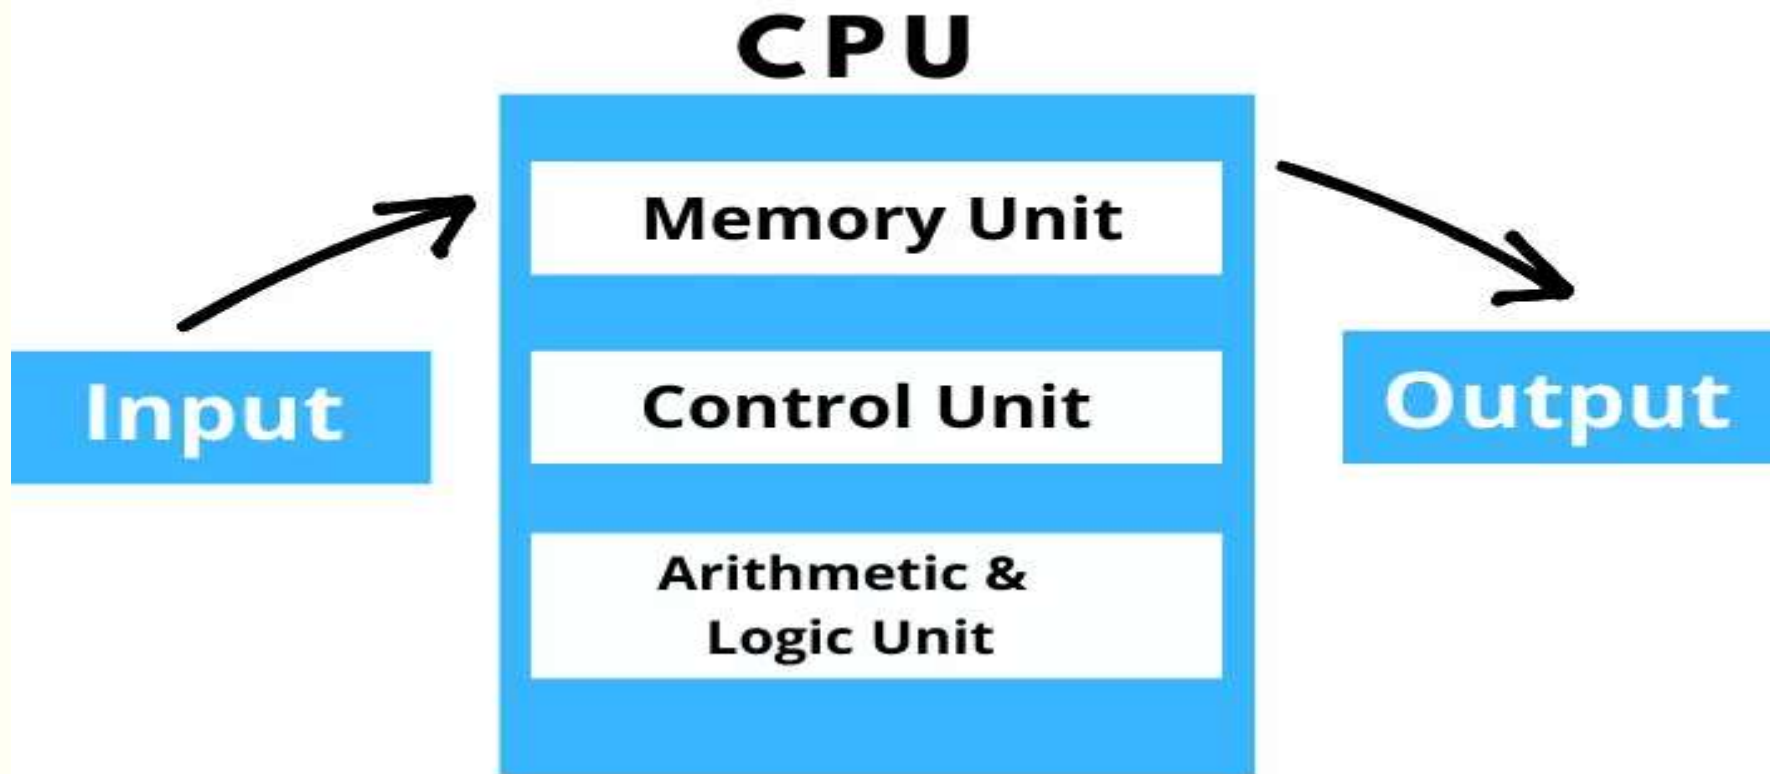 CPU
Memory Unit
Input
Control Unit
Output
Arithmetic &
Logic Unit